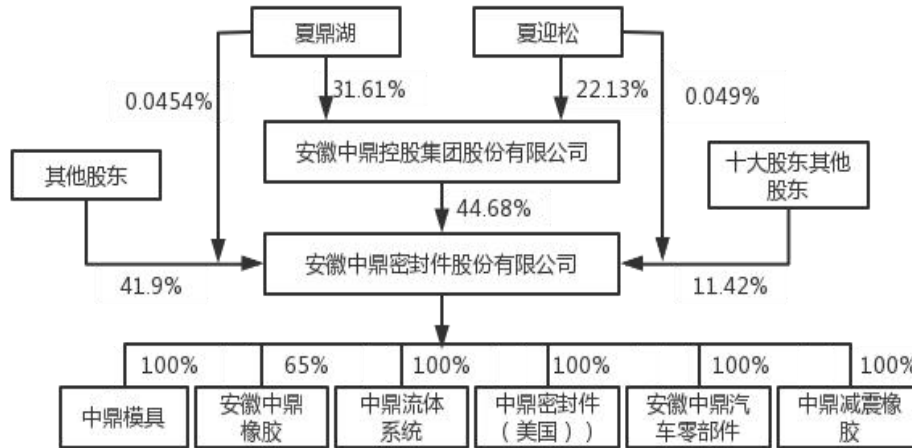 夏鼎湖
夏迎松
0.0454%
31.61%
22.13%
0.049%
安徽中鼎控股集团股份有限公司
其他股东
十大股东其他
股东
44.68%
安徽中鼎密封件股份有限公司
41.9%
11.42%
100%
65%
100%
100%
100%
100%
中鼎模具
安徽中鼎
橡胶
中鼎流体
系统
中鼎密封件
（美国））
安徽中鼎汽
车零部件
中鼎减震橡
胶